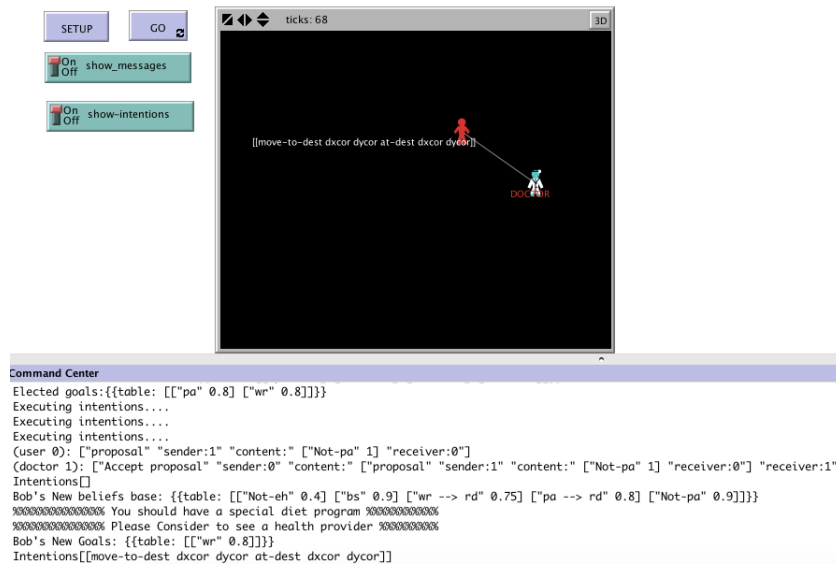 SETUP
GO
ticks: 68
3D
On
Off
show_messages
On
Off
show-intentions
[[move-to-dest dxcor dycor at-dest dxcor dycor]]
DOCTOR
Command Center
Elected goals:{{table: [["pa" 0.8] ["wr" 0.8]]}}
Executing intentions....
Executing intentions....
Executing intentions....
(user 0): ["proposal" "sender:1" "content:" ["Not-pa" 1] "receiver:0"]
(doctor 1): ["Accept proposal" "sender:0" "content:" ["proposal" "sender:1" "content:" ["Not-pa" 1] "receiver:0"] "receiver:1"
Intentions[]
Bob's New beliefs base: {{table: [["Not-eh" 0.4] ["bs" 0.9] ["wr --> rd" 0.75] ["pa --> rd" 0.8] ["Not-pa" 0.9]]}}
%%%%%%%%%%%%% You should have a special diet program %%%%%%%%%%
%%%%%%%%%%%%% Please Consider to see a health provider %%%%%%%%
Bob's New Goals: {{table: [["wr" 0.8]]}}
Intentions[[move-to-dest dxcor dycor at-dest dxcor dycor]]